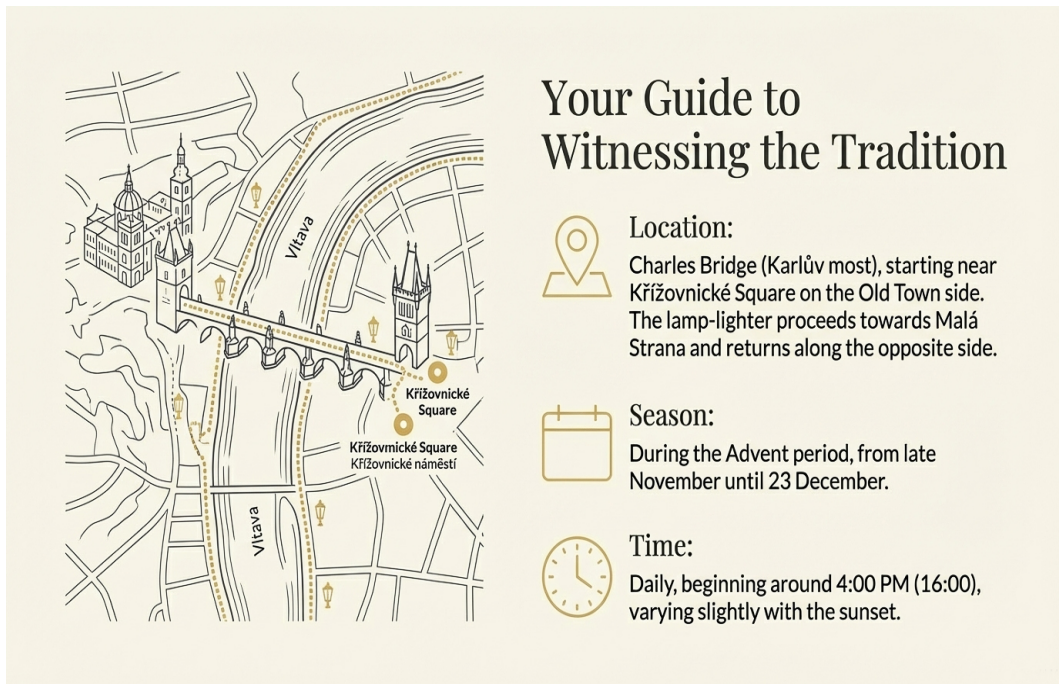 Your Guide to
Witnessing the Tradition
Vltava
Křížovnické
Square
Křížovrnické Square
Křížovnické náměstí
Vltava
Location:
Charles Bridge (Karlův most), starting near
Křížovnické Square on the Old Town side.
The lamp-lighter proceeds towards Malá
Strana and returns along the opposite side.
Season:
During the Advent period, from late
November until 23 December.
Time:
Daily, beginning around 4:00 PM (16:00),
varying slightly with the sunset.